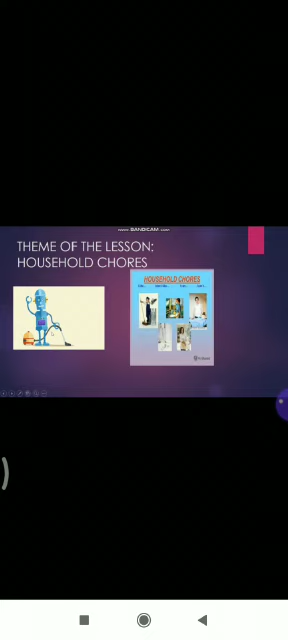 www.BANDICAM.com
THEME OF THE LESSON:
HOUSEHOLD CHORES
HOUSEHOLD CHORES